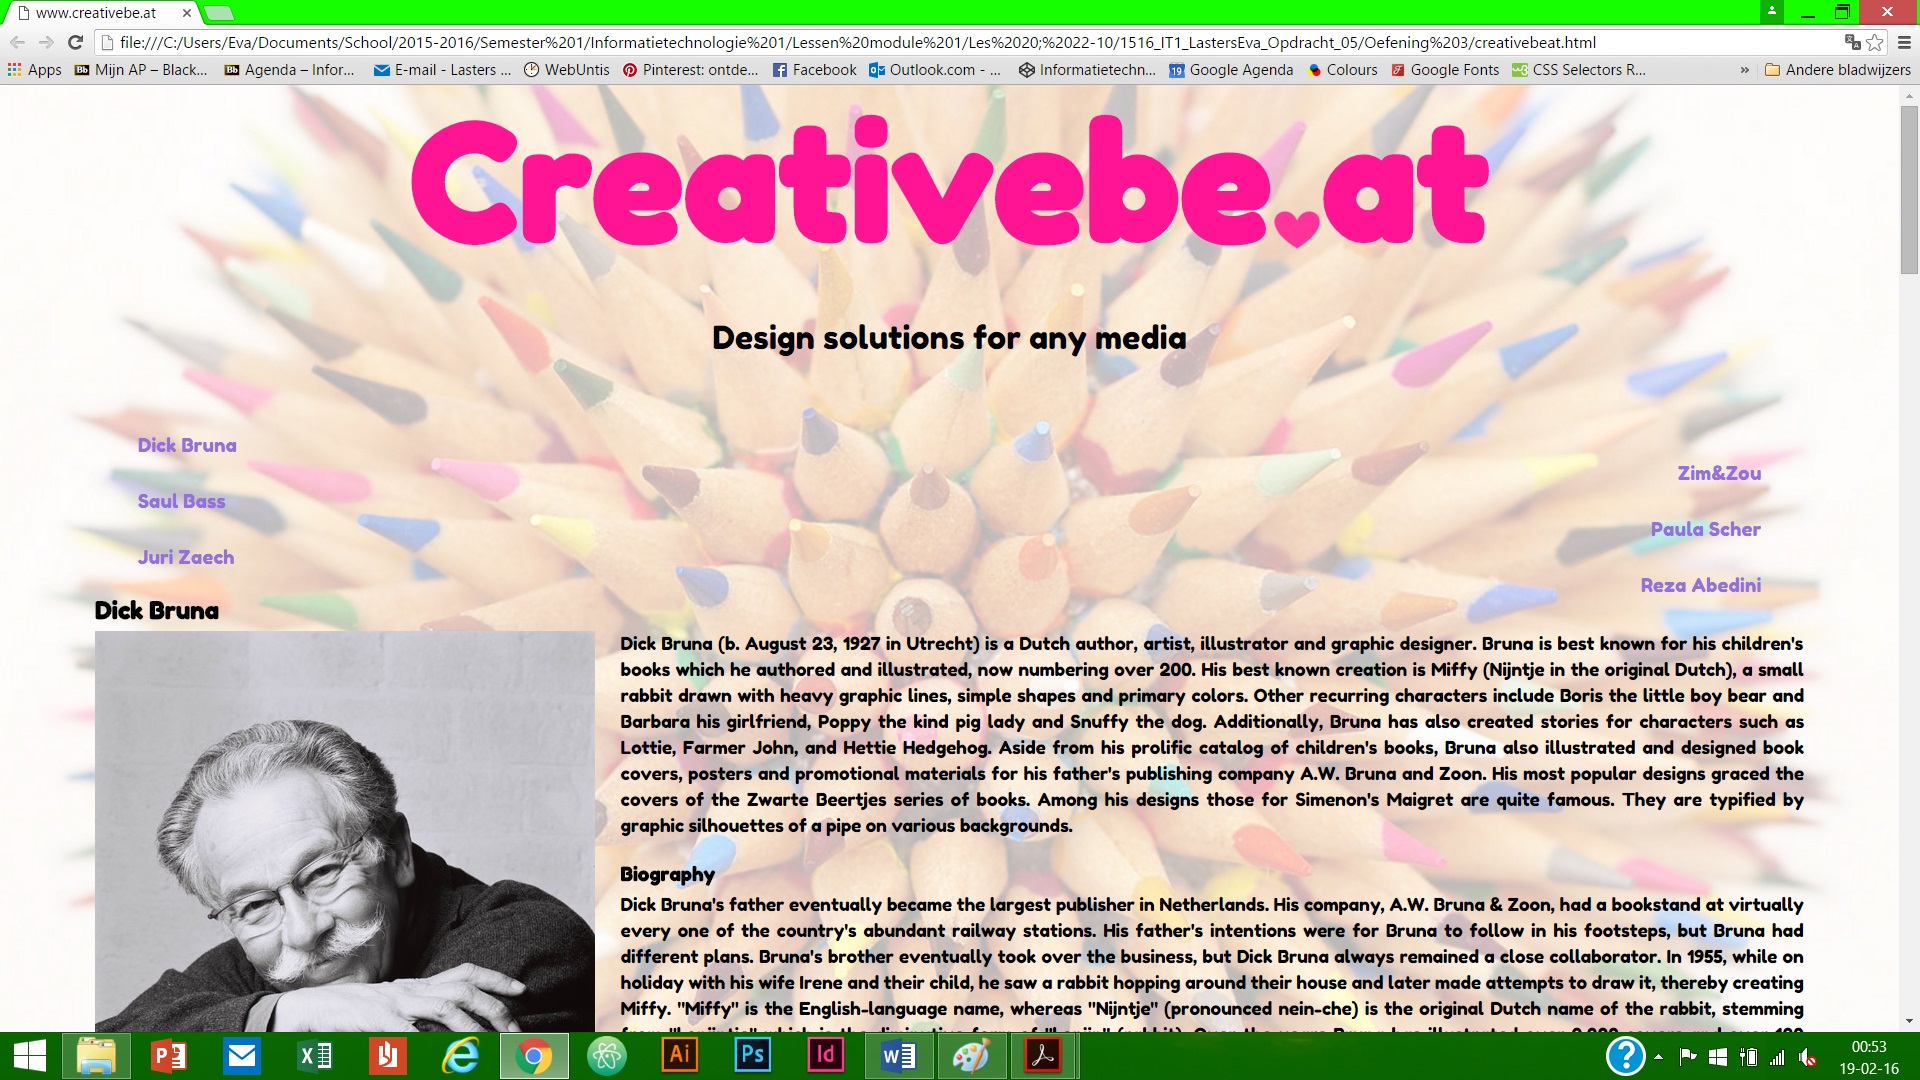 www.creativebe.at
file:///C:/Users/Eva/Documents/School/2015-2016/Semester%201/Informatietechnologie%201/Lessen%20module%201/Les%2020;%2022-10/1516_IT1_LastersEva_Opdracht_05/Oefening%203/creativebeat.html
Apps Mijn AP – Black... Agenda – Infor... E-mail - Lasters ... WebUntis Pinterest: ontde... Facebook Outlook.com - ... Informatietechn... Google Agenda Colours Google Fonts CSS Selectors R... » Andere bladwijzers
Creativebe.at
Design solutions for any media
Dick Bruna
Saul Bass
Juri Zaech
Zim&Zou
Paula Scher
Reza Abedini
Dick Bruna
Dick Bruna (b. August 23, 1927 in Utrecht) is a Dutch author, artist, illustrator and graphic designer. Bruna is best known for his children's
books which he authored and illustrated, now numbering over 200. His best known creation is Miffy (Nijntje in the original Dutch), a small
rabbit drawn with heavy graphic lines, simple shapes and primary colors. Other recurring characters include Boris the little boy bear and
Barbara his girlfriend, Poppy the kind pig lady and Snuffy the dog. Additionally, Bruna has also created stories for characters such as
Lottie, Farmer John, and Hettie Hedgehog. Aside from his prolific catalog of children's books, Bruna also illustrated and designed book
covers, posters and promotional materials for his father's publishing company A.W. Bruna and Zoon. His most popular designs graced the
covers of the Zwarte Beertjes series of books. Among his designs those for Simenon's Maigret are quite famous. They are typified by
graphic silhouettes of a pipe on various backgrounds.
Biography
Dick Bruna's father eventually became the largest publisher in Netherlands. His company, A.W. Bruna & Zoon, had a bookstand at virtually
every one of the country's abundant railway stations. His father's intentions were for Bruna to follow in his footsteps, but Bruna had
different plans. Bruna's brother eventually took over the business, but Dick Bruna always remained a close collaborator. In 1955, while on
holiday with his wife Irene and their child, he saw a rabbit hopping around their house and later made attempts to draw it, thereby creating
Miffy. "Miffy" is the English-language name, whereas "Nijntje" (pronounced nein-che) is the original Dutch name of the rabbit, stemming
00:53
19-02-16